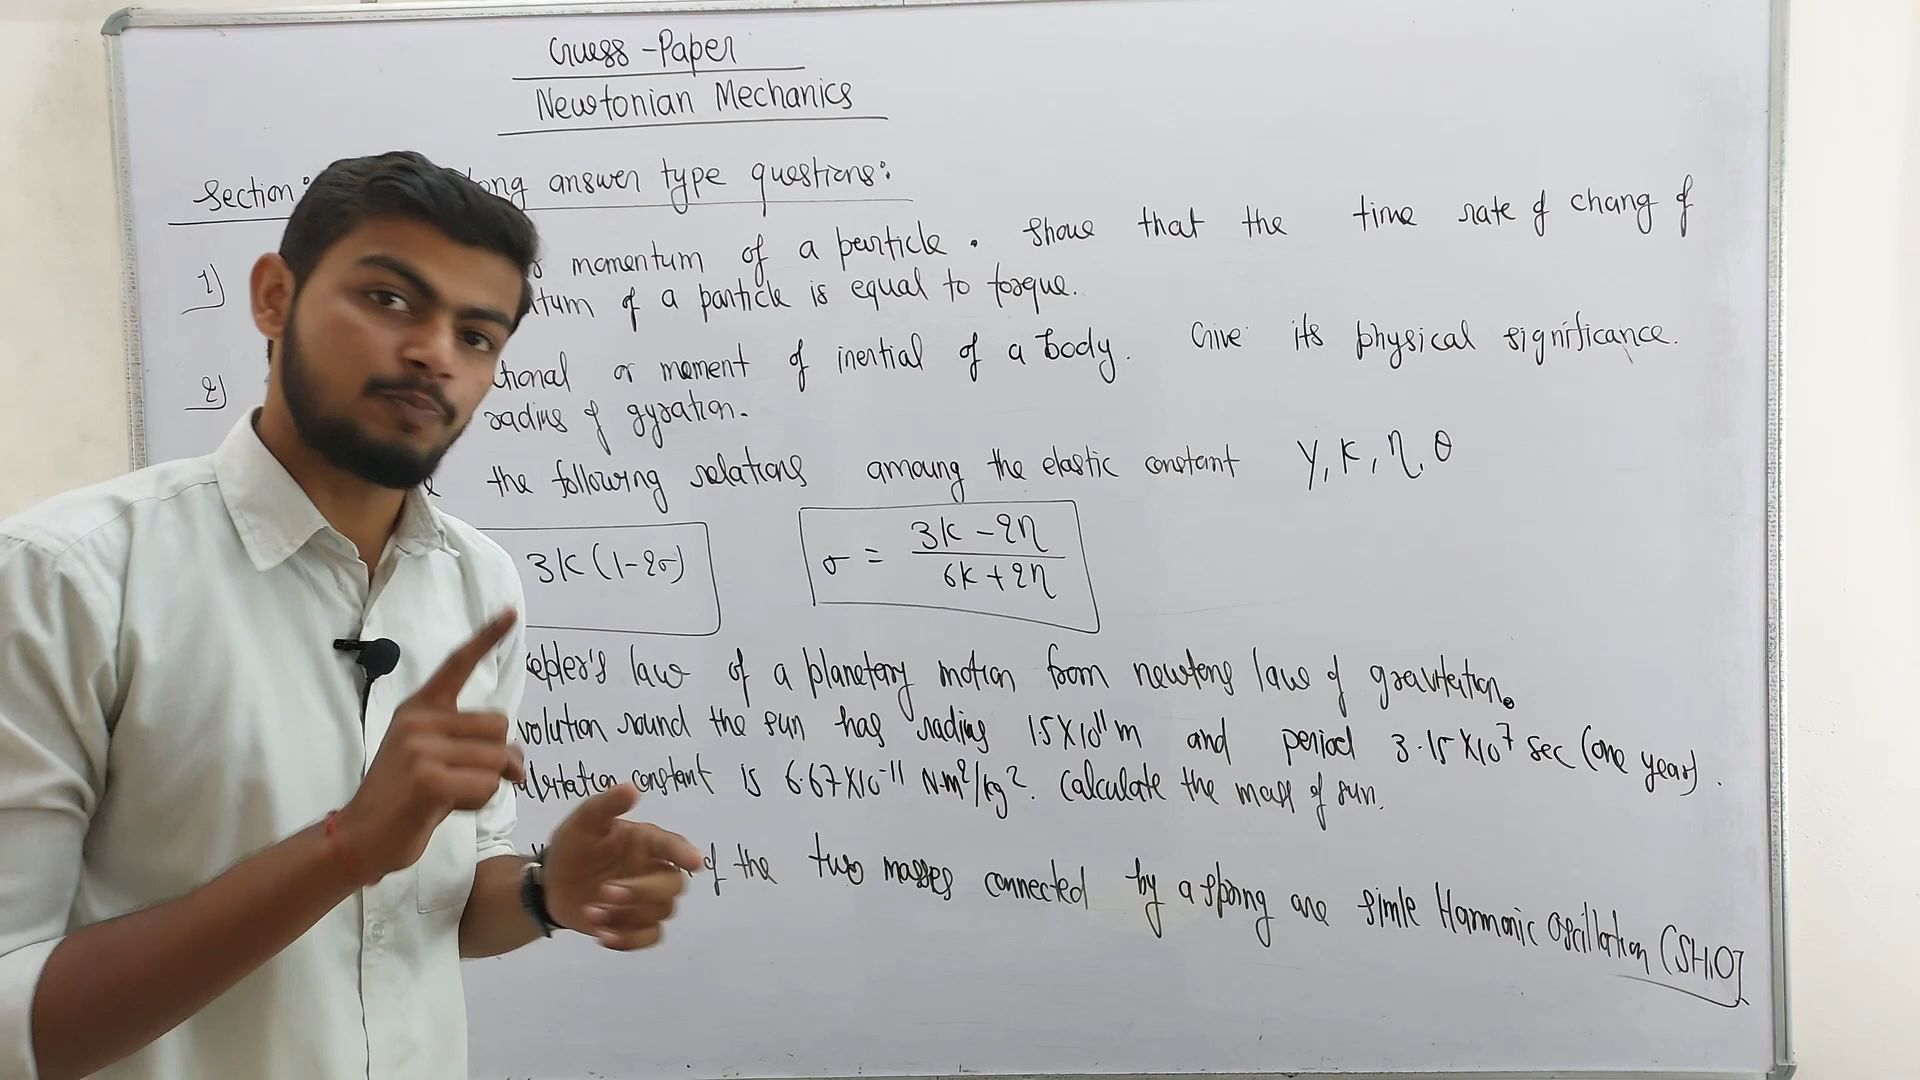 Guess - Paper
Newtonian Mechanics
Section: ong answer type questions:
1) momentum of a particle. Show that the time rate of chang of
tum of a particle is equal to torque.
2) tional or moment of inertial of a body. Give its physical significance.
radius of gyration.
the following relations amoung the elastic constant Y, K, η, θ
3K(1-2σ)
σ = 3K - 2η / 6K + 2η
kepler's law of a planetary motion from newtons law of gravitation.
volution round the sun has radius 1.5×10¹¹ m and period 3.15×10⁷ sec (one year).
constant is 6.67×10⁻¹¹ N.m²/kg². Calculate the mass of sun.
of the two masses connected by a spring are simle Harmonic oscillation (SHO)